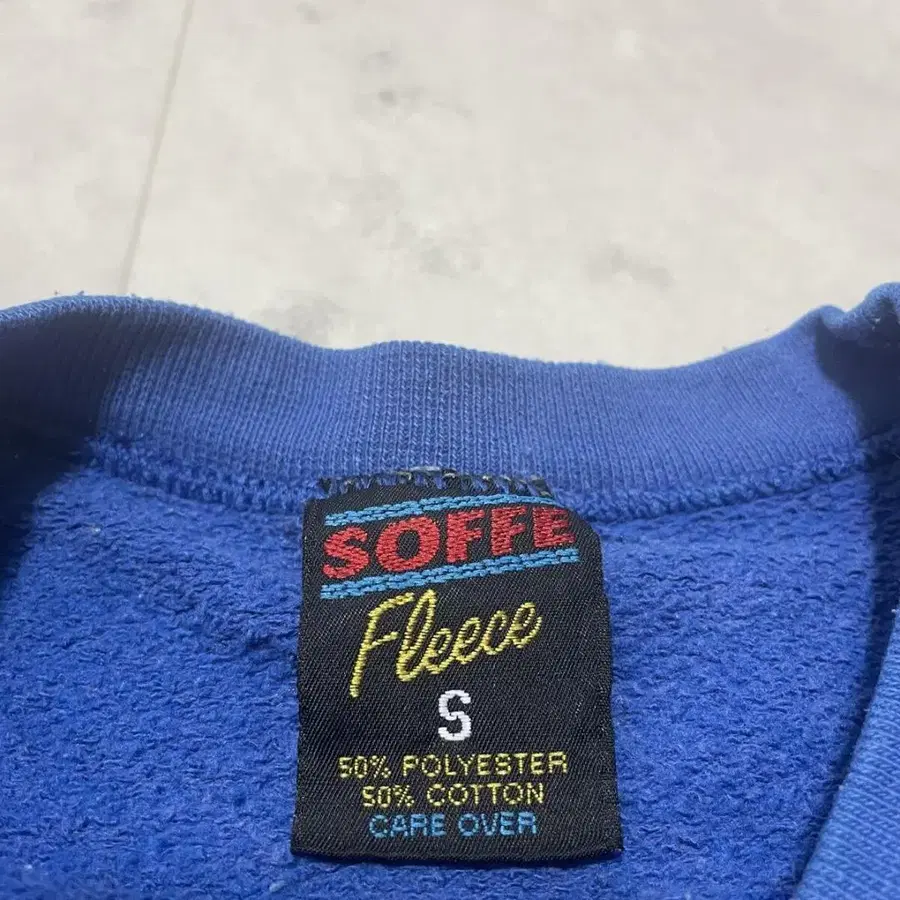 SOFFE
Fleece
S
50% POLYESTER
50% COTTON
CARE OVER